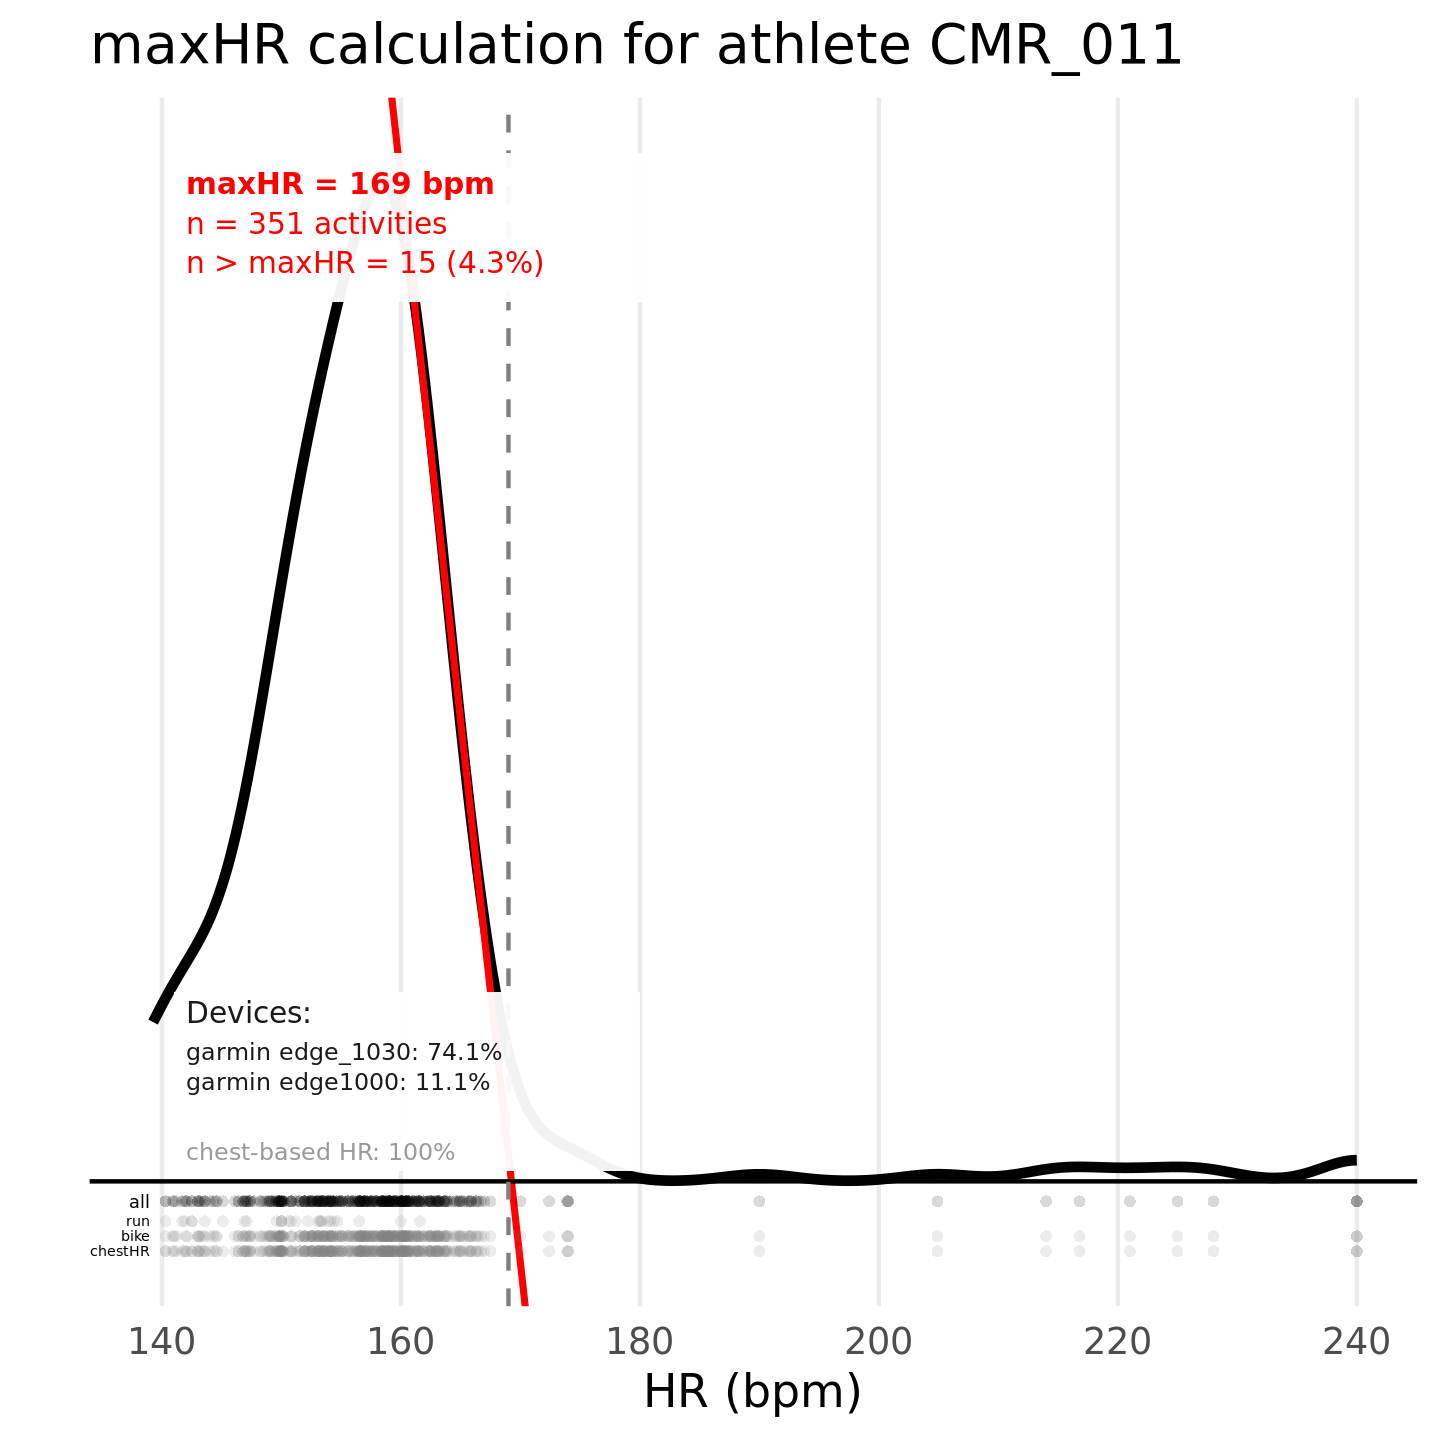 maxHR calculation for athlete CMR_011
maxHR = 169 bpm
n = 351 activities
n > maxHR = 15 (4.3%)
Devices:
garmin edge_1030: 74.1%
garmin edge1000: 11.1%
chest-based HR: 100%
all
run
bike
chestHR
140 160 180 200 220 240
HR (bpm)